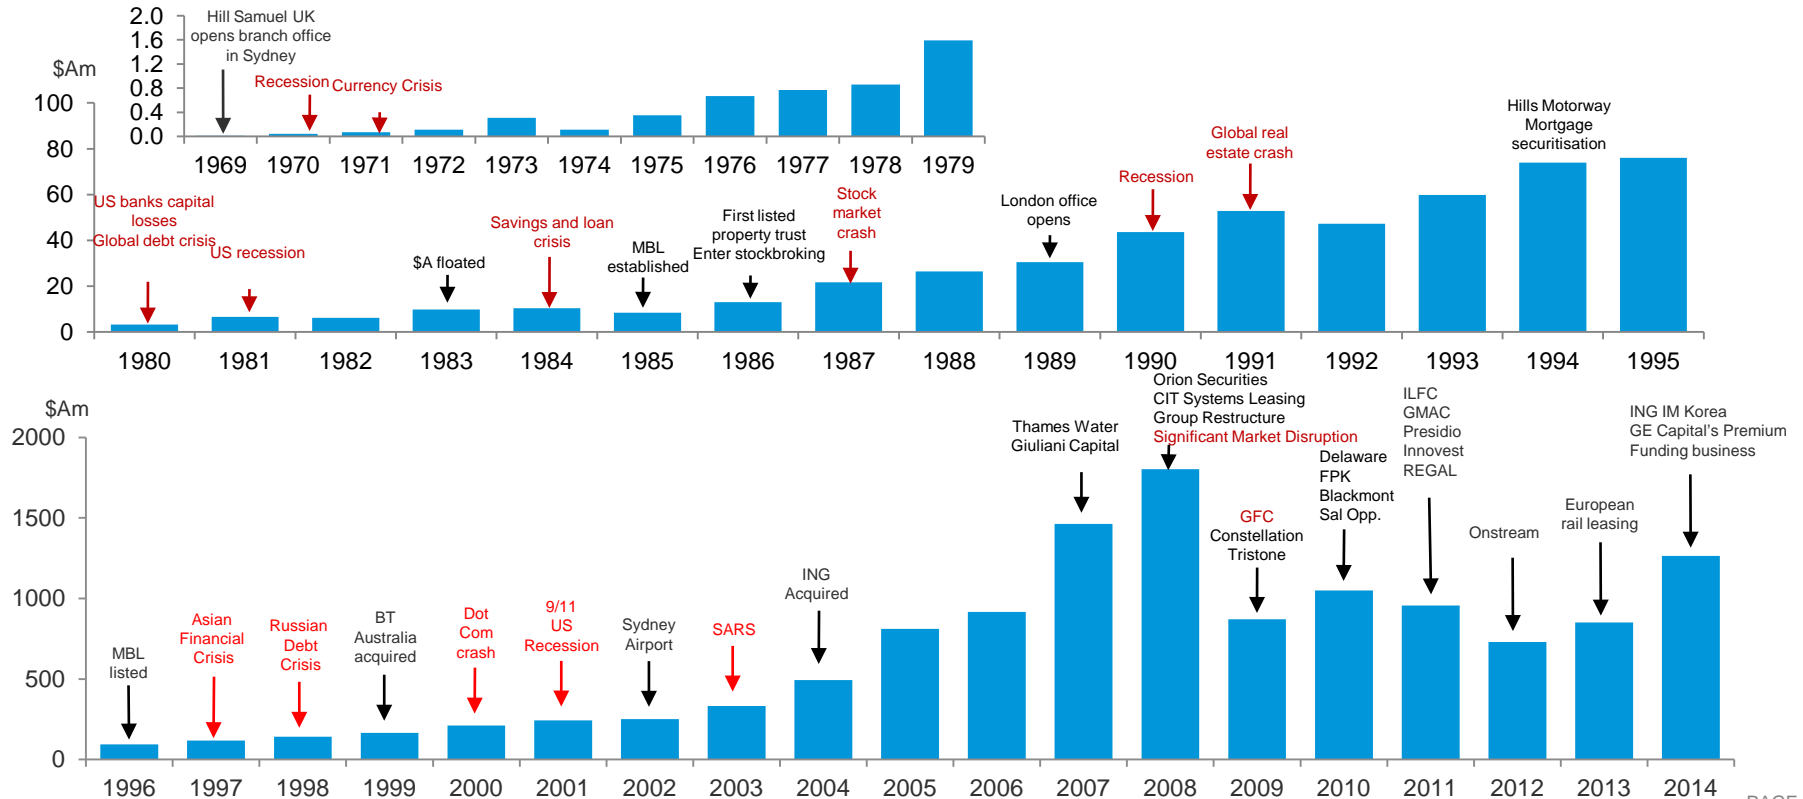 2.0
1.6
1.2
0.8
0.4
0.0
Hill Samuel UK
opens branch office
in Sydney
Recession
Currency Crisis
1969 1970 1971 1972 1973 1974 1975 1976 1977 1978 1979
$Am
100
80
60
40
20
0
US banks capital
losses
Global debt crisis
US recession
$A floated
Savings and loan
crisis
MBL
established
First listed
property trust
Enter stockbroking
Stock
market
crash
London office
opens
Recession
Global real
estate crash
Hills Motorway
Mortgage
securitisation
1980 1981 1982 1983 1984 1985 1986 1987 1988 1989 1990 1991 1992 1993 1994 1995
$Am
2000
1500
1000
500
0
MBL
listed
Asian
Financial
Crisis
Russian
Debt
Crisis
BT
Australia
acquired
Dot
Com
crash
9/11
US
Recession
Sydney
Airport
SARS
ING
Acquired
Thames Water
Giuliani Capital
Orion Securities
CIT Systems Leasing
Group Restructure
Significant Market Disruption
GFC
Constellation
Tristone
Delaware
FPK
Blackmont
Sal Opp.
ILFC
GMAC
Presidio
Innovest
REGAL
Onstream
European
rail leasing
ING IM Korea
GE Capital’s Premium
Funding business
1996 1997 1998 1999 2000 2001 2002 2003 2004 2005 2006 2007 2008 2009 2010 2011 2012 2013 2014
PAGE